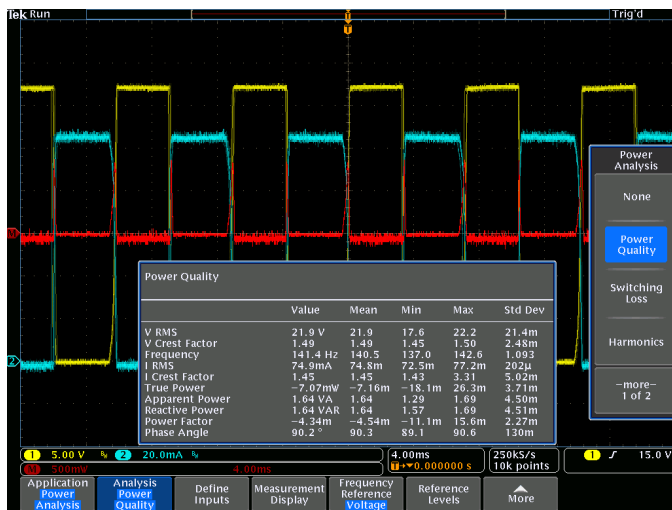 Tek Run Trig'd
T
T
M
2
Power Analysis
None
Power Quality
Switching Loss
Harmonics
-more-
1 of 2
Power Quality
Value Mean Min Max Std Dev
V RMS 21.9 V 21.9 17.6 22.2 21.4m
V Crest Factor 1.49 1.49 1.45 1.50 2.48m
Frequency 141.4 Hz 140.5 137.0 142.6 1.093
I RMS 74.9mA 74.8m 72.5m 77.2m 202µ
I Crest Factor 1.45 1.45 1.43 3.31 5.02m
True Power −7.07mW −7.16m −18.1m 26.3m 3.71m
Apparent Power 1.64 VA 1.64 1.29 1.69 4.50m
Reactive Power 1.64 VAR 1.64 1.57 1.69 4.51m
Power Factor −4.34m −4.54m −11.1m 15.6m 2.27m
Phase Angle 90.2 ° 90.3 89.1 90.6 130m
1 5.00 V BW 2 20.0mA BW 4.00ms 250kS/s 1 15.0 V
M 500mV 4.00ms T→▼0.000000 s 10k points
Application Power Analysis
Analysis Power Quality
Define Inputs
Measurement Display
Frequency Reference Voltage
Reference Levels
More